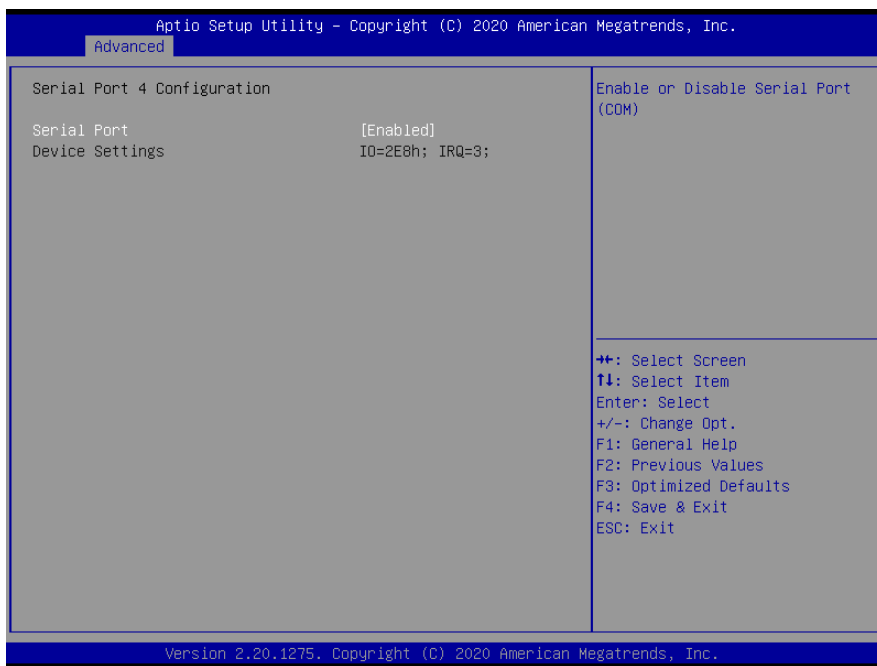 Aptio Setup Utility – Copyright (C) 2020 American Megatrends, Inc.
Advanced
Serial Port 4 Configuration
Serial Port [Enabled]
Device Settings IO=2E8h; IRQ=3;
Enable or Disable Serial Port
(COM)
→←: Select Screen
↑↓: Select Item
Enter: Select
+/-: Change Opt.
F1: General Help
F2: Previous Values
F3: Optimized Defaults
F4: Save & Exit
ESC: Exit
Version 2.20.1275. Copyright (C) 2020 American Megatrends, Inc.